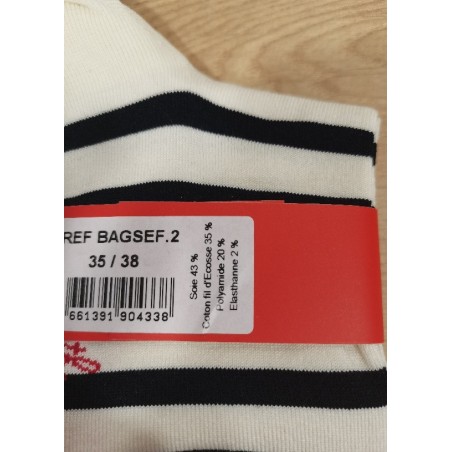 REF BAGSEF.2
35 / 38
661391 904338
Soie 43 %
Coton fil d'Ecosse 35 %
Polyamide 20 %
Elasthanne 2 %